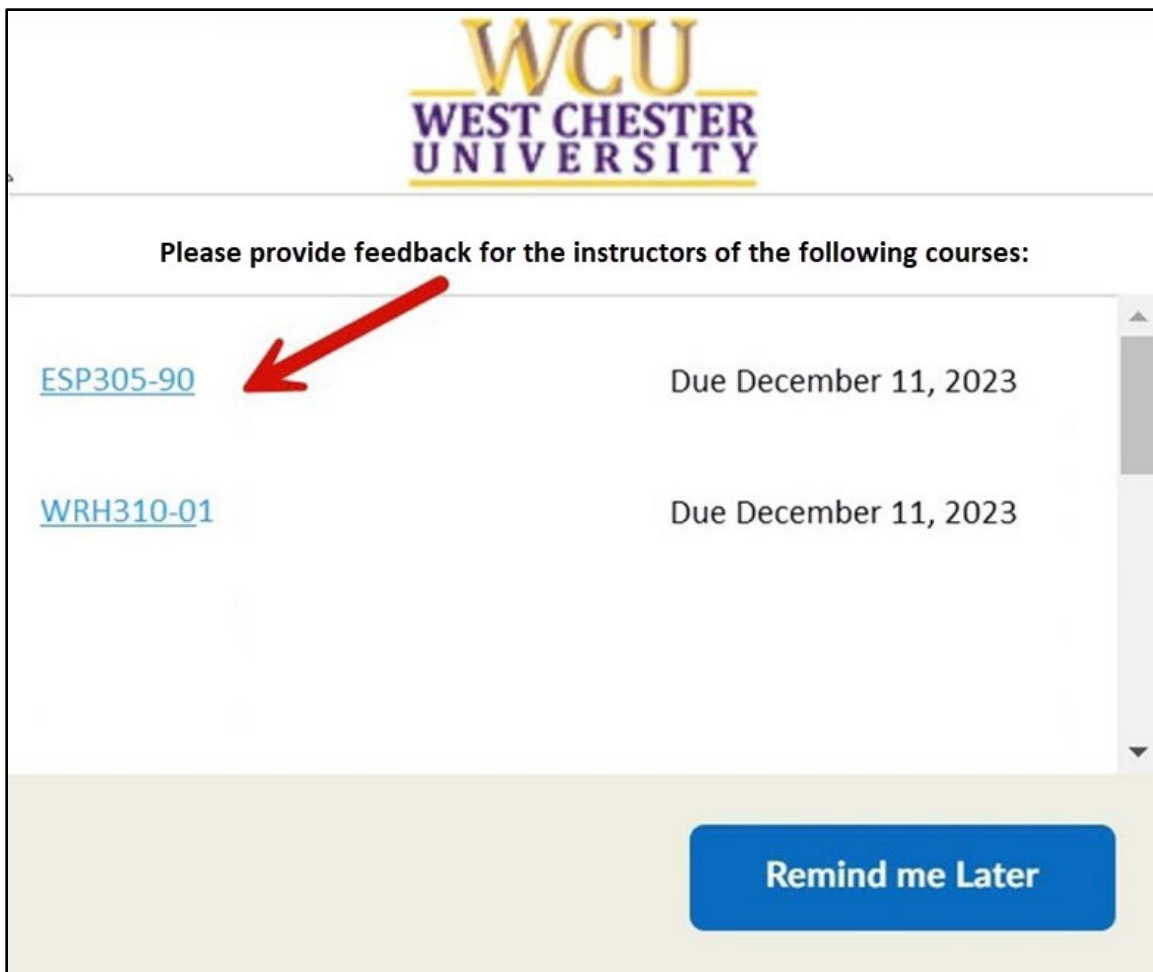 WCU
WEST CHESTER
UNIVERSITY
Please provide feedback for the instructors of the following courses:
ESP305-90 Due December 11, 2023
WRH310-01 Due December 11, 2023
Remind me Later